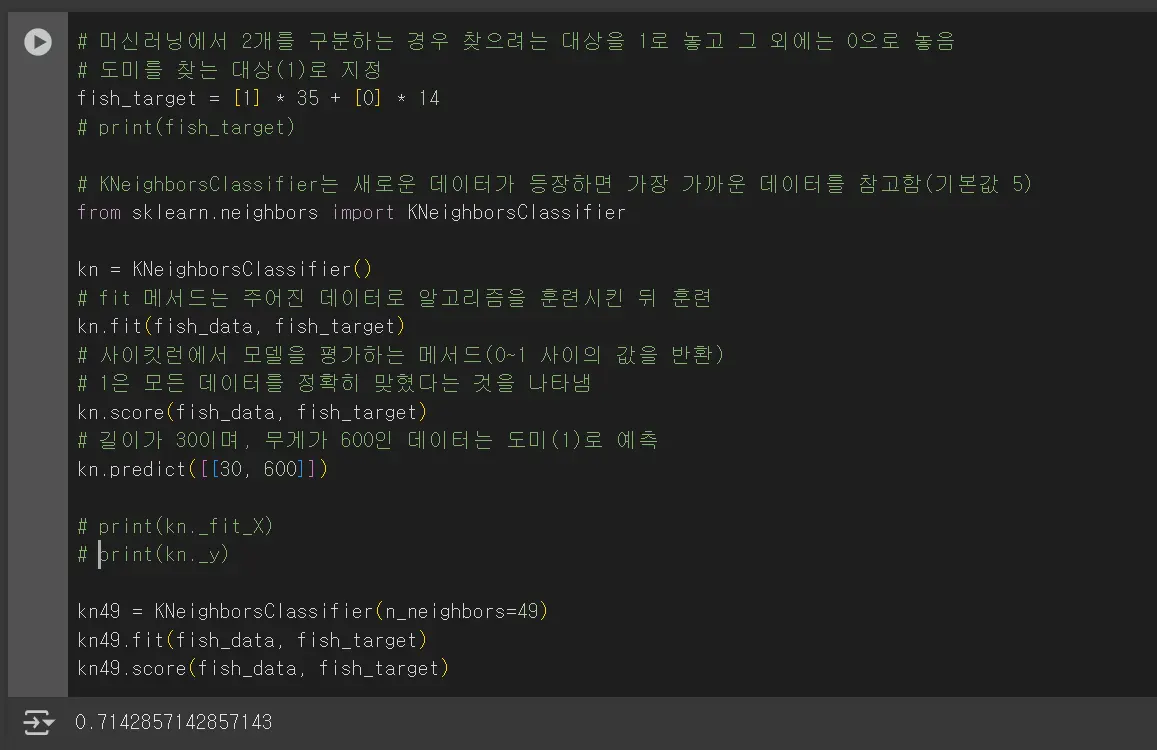 # 머신러닝에서 2개를 구분하는 경우 찾으려는 대상을 1로 놓고 그 외에는 0으로 놓음
# 도미를 찾는 대상(1)로 지정
fish_target = [1] * 35 + [0] * 14
# print(fish_target)
# KNeighborsClassifier는 새로운 데이터가 등장하면 가장 가까운 데이터를 참고함(기본값 5)
from sklearn.neighbors import KNeighborsClassifier
kn = KNeighborsClassifier()
# fit 메서드는 주어진 데이터로 알고리즘을 훈련시킨 뒤 훈련
kn.fit(fish_data, fish_target)
# 사이킷런에서 모델을 평가하는 메서드(0~1 사이의 값을 반환)
# 1은 모든 데이터를 정확히 맞혔다는 것을 나타냄
kn.score(fish_data, fish_target)
# 길이가 30이며, 무게가 600인 데이터는 도미(1)로 예측
kn.predict([[30, 600]])
# print(kn._fit_X)
# print(kn._y)
kn49 = KNeighborsClassifier(n_neighbors=49)
kn49.fit(fish_data, fish_target)
kn49.score(fish_data, fish_target)
0.7142857142857143